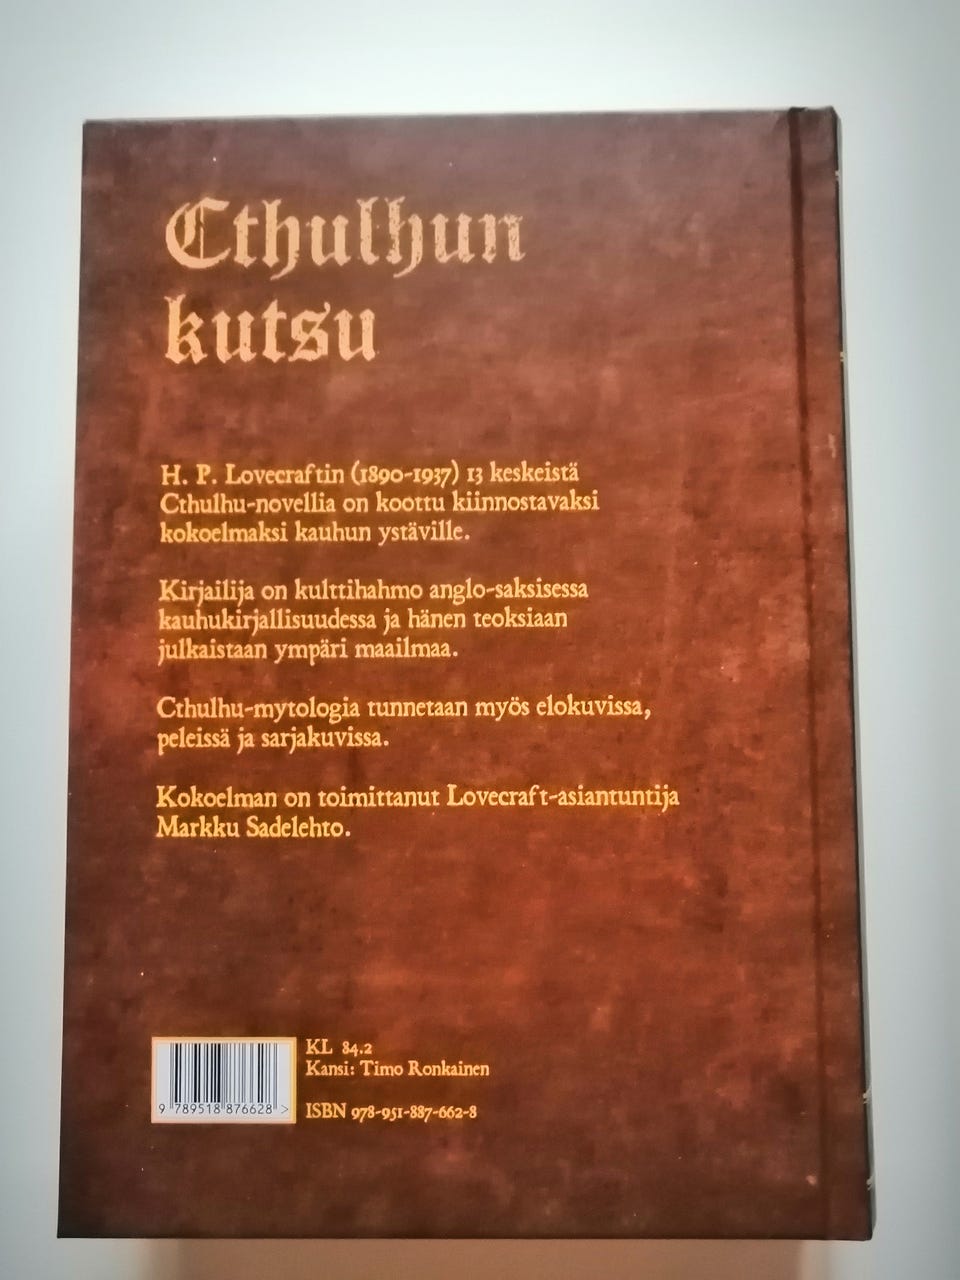 Cthulhun
kutsu
H. P. Lovecraftin (1890-1937) 13 keskeistä
Cthulhu-novellia on koottu kiinnostavaksi
kokoelmaksi kauhun ystäville.
Kirjailija on kulttihahmo anglo-saksisessa
kauhukirjallisuudessa ja hänen teoksiaan
julkaistaan ympäri maailmaa.
Cthulhu-mytologia tunnetaan myös elokuvissa,
peleissä ja sarjakuvissa.
Kokoelman on toimittanut Lovecraft-asiantuntija
Markku Sadelehto.
KL 84.2
Kansi: Timo Ronkainen
ISBN 978-951-887-662-8
9 789518 876628 >